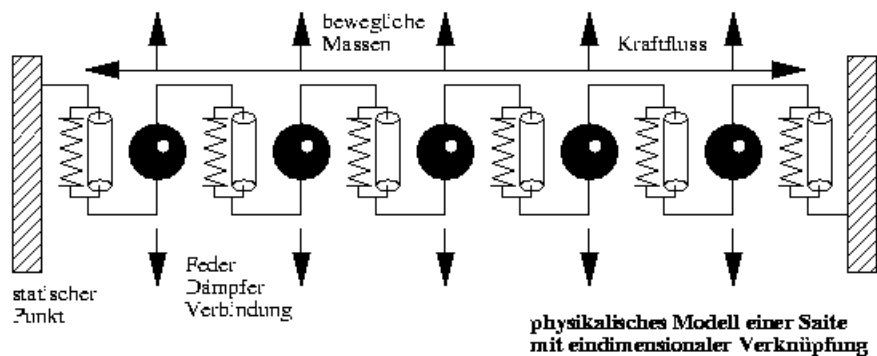 bewegliche
Massen
Kraftfluss
statischer
Punkt
Feder
Dämpfer
Verbindung
physikalisches Modell einer Saite
mit eindimensionaler Verknüpfung